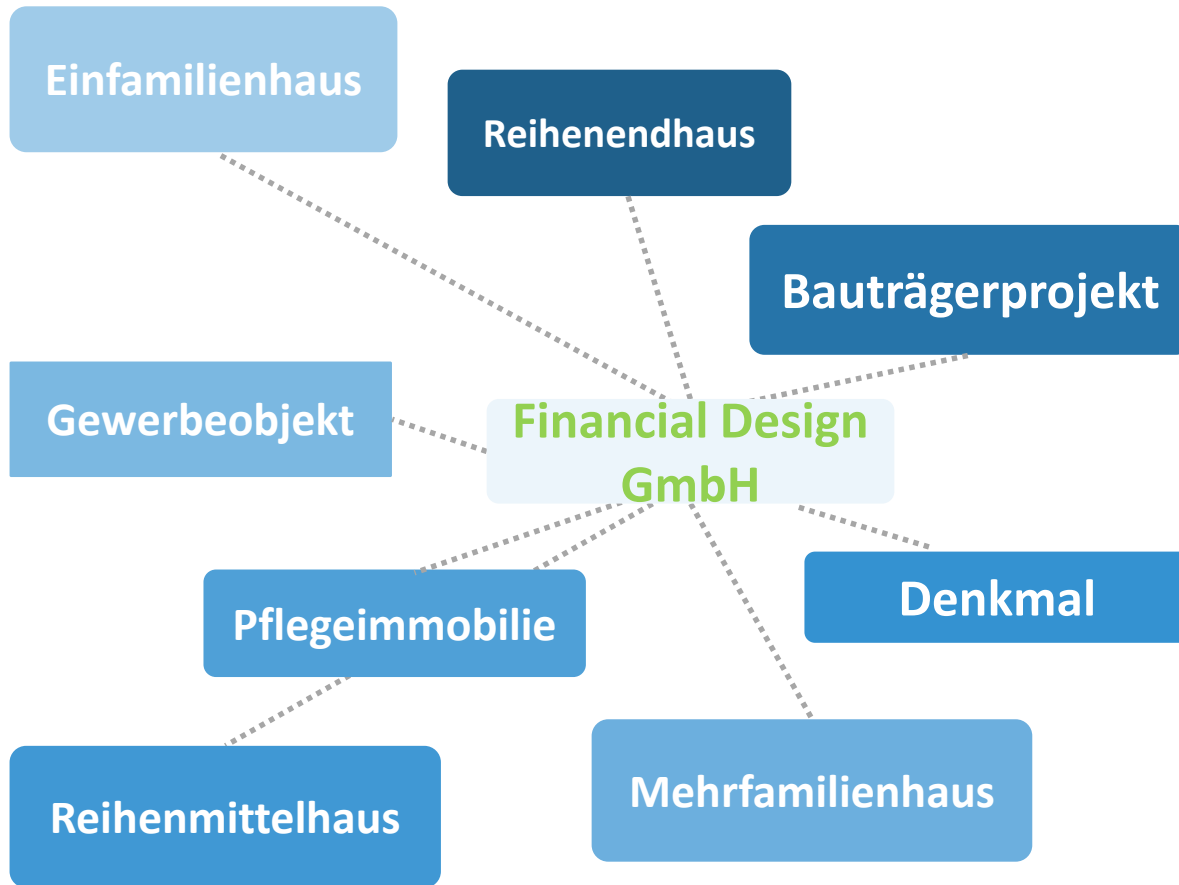 Einfamilienhaus
Reihenendhaus
Bauträgerprojekt
Gewerbeobjekt
Financial Design
GmbH
Denkmal
Pflegeimmobilie
Mehrfamilienhaus
Reihenmittelhaus